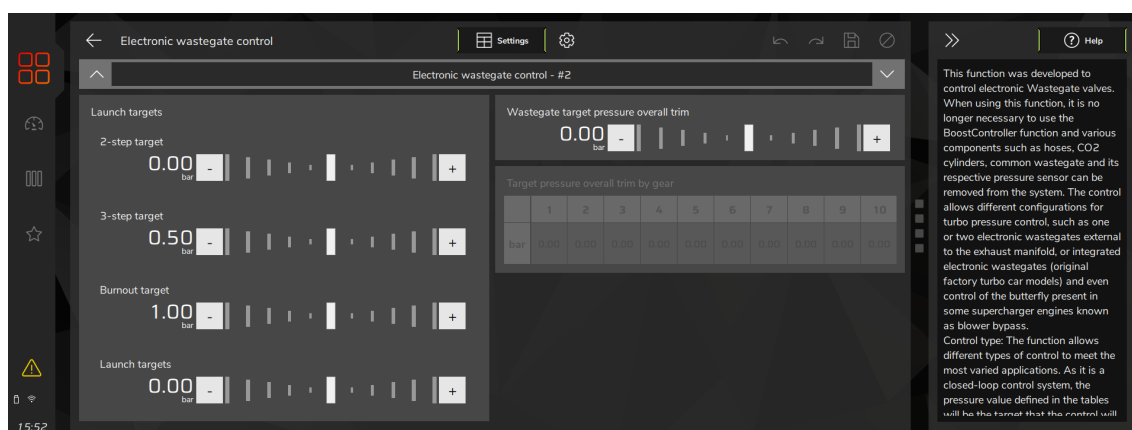 Electronic wastegate control
Settings
Help
Electronic wastegate control - #2
Launch targets
2-step target
0.00
bar
-
+
3-step target
0.50
bar
-
+
Burnout target
1.00
bar
-
+
Launch targets
0.00
bar
-
+
Wastegate target pressure overall trim
0.00
bar
-
+
Target pressure overall trim by gear
1 2 3 4 5 6 7 8 9 10
bar 0.00 0.00 0.00 0.00 0.00 0.00 0.00 0.00 0.00 0.00
This function was developed to
control electronic Wastegate valves.
When using this function, it is no
longer necessary to use the
BoostController function and various
components such as hoses, CO2
cylinders, common wastegate and its
respective pressure sensor can be
removed from the system. The control
allows different configurations for
turbo pressure control, such as one
or two electronic wastegates external
to the exhaust manifold, or integrated
electronic wastegates (original
factory turbo car models) and even
control of the butterfly present in
some supercharger engines known
as blower bypass.
Control type: The function allows
different types of control to meet the
most varied applications. As it is a
closed-loop control system, the
pressure value defined in the tables
will be the target that the control will
15:52